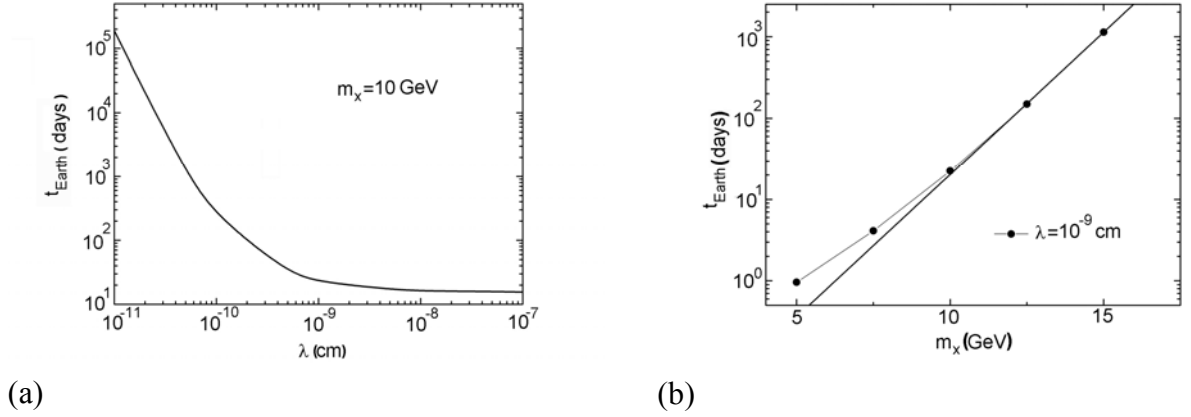 10^5
10^4
10^3
10^2
10^1
t_Earth (days)
m_x=10 GeV
10^-11
10^-10
10^-9
10^-8
10^-7
λ (cm)
(a)
10^3
10^2
10^1
10^0
t_Earth (days)
λ=10^-9 cm
5
10
15
m_x (GeV)
(b)